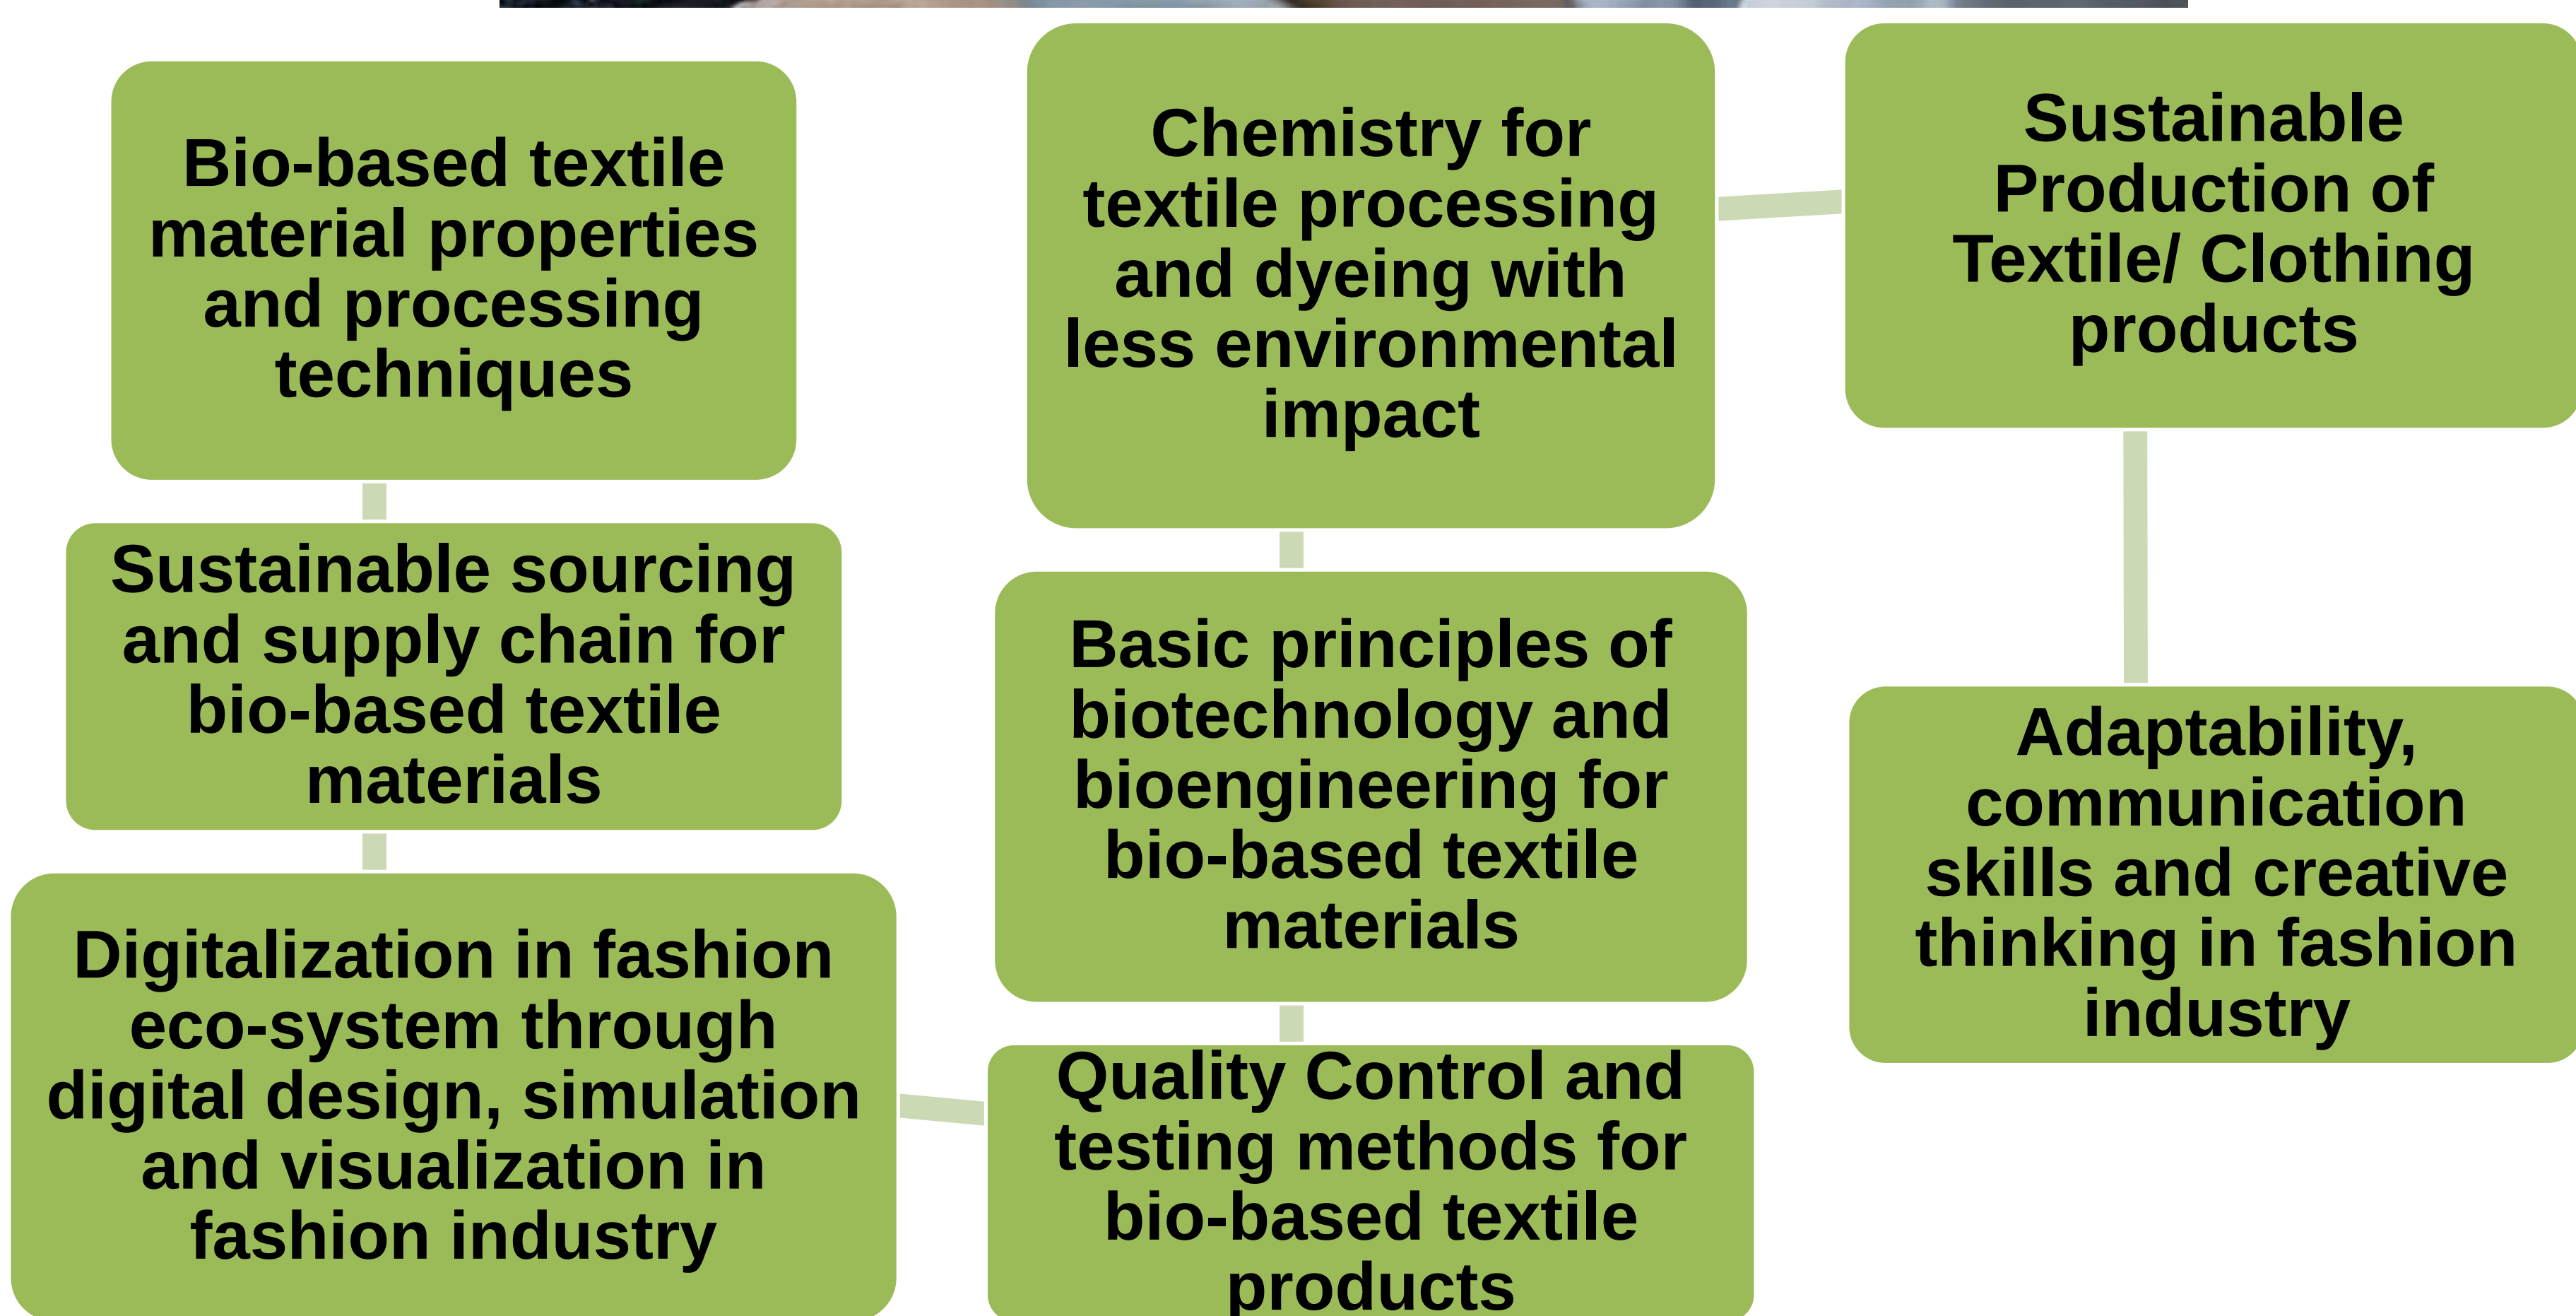 Bio-based textile
material properties
and processing
techniques
Sustainable sourcing
and supply chain for
bio-based textile
materials
Digitalization in fashion
eco-system through
digital design, simulation
and visualization in
fashion industry
Quality Control and
testing methods for
bio-based textile
products
Basic principles of
biotechnology and
bioengineering for
bio-based textile
materials
Chemistry for
textile processing
and dyeing with
less environmental
impact
Sustainable
Production of
Textile/ Clothing
products
Adaptability,
communication
skills and creative
thinking in fashion
industry